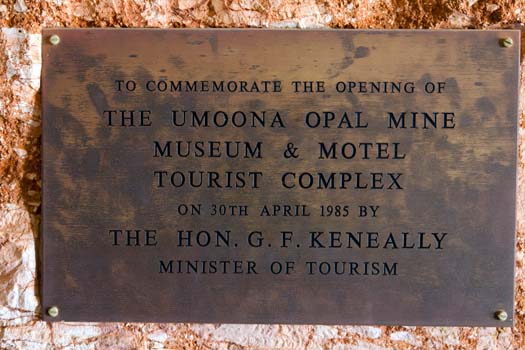 TO COMMEMORATE THE OPENING OF
THE UMOONA OPAL MINE
MUSEUM & MOTEL
TOURIST COMPLEX
ON 30TH APRIL 1985 BY
THE HON. G. F. KENEALLY
MINISTER OF TOURISM